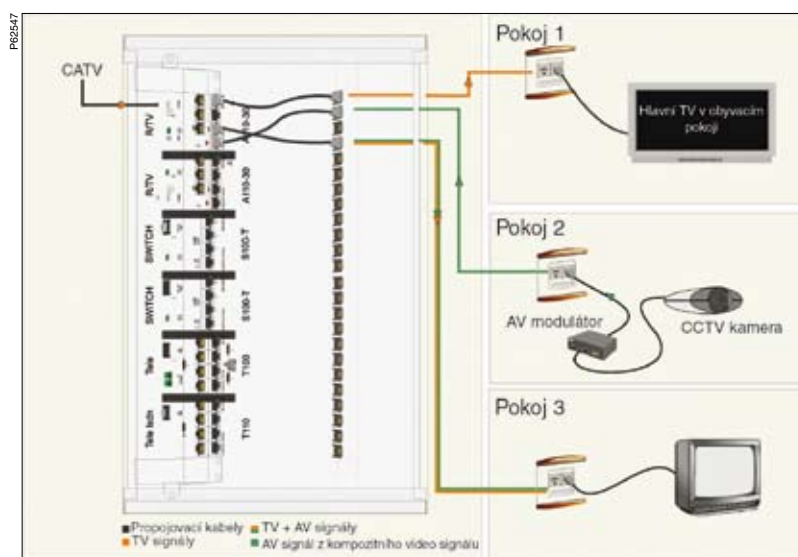 P62547
CATV
R/TV
R/TV
SWITCH
SWITCH
Tele
A110-30
S100-T
S100-T
T100
T110
Pokoj 1
Hlavní TV v obývacím
pokoji
Pokoj 2
AV modulátor
CCTV kamera
Pokoj 3
Propojovací kabely
TV + AV signály
TV signály
AV signál z kompozitního video signálu